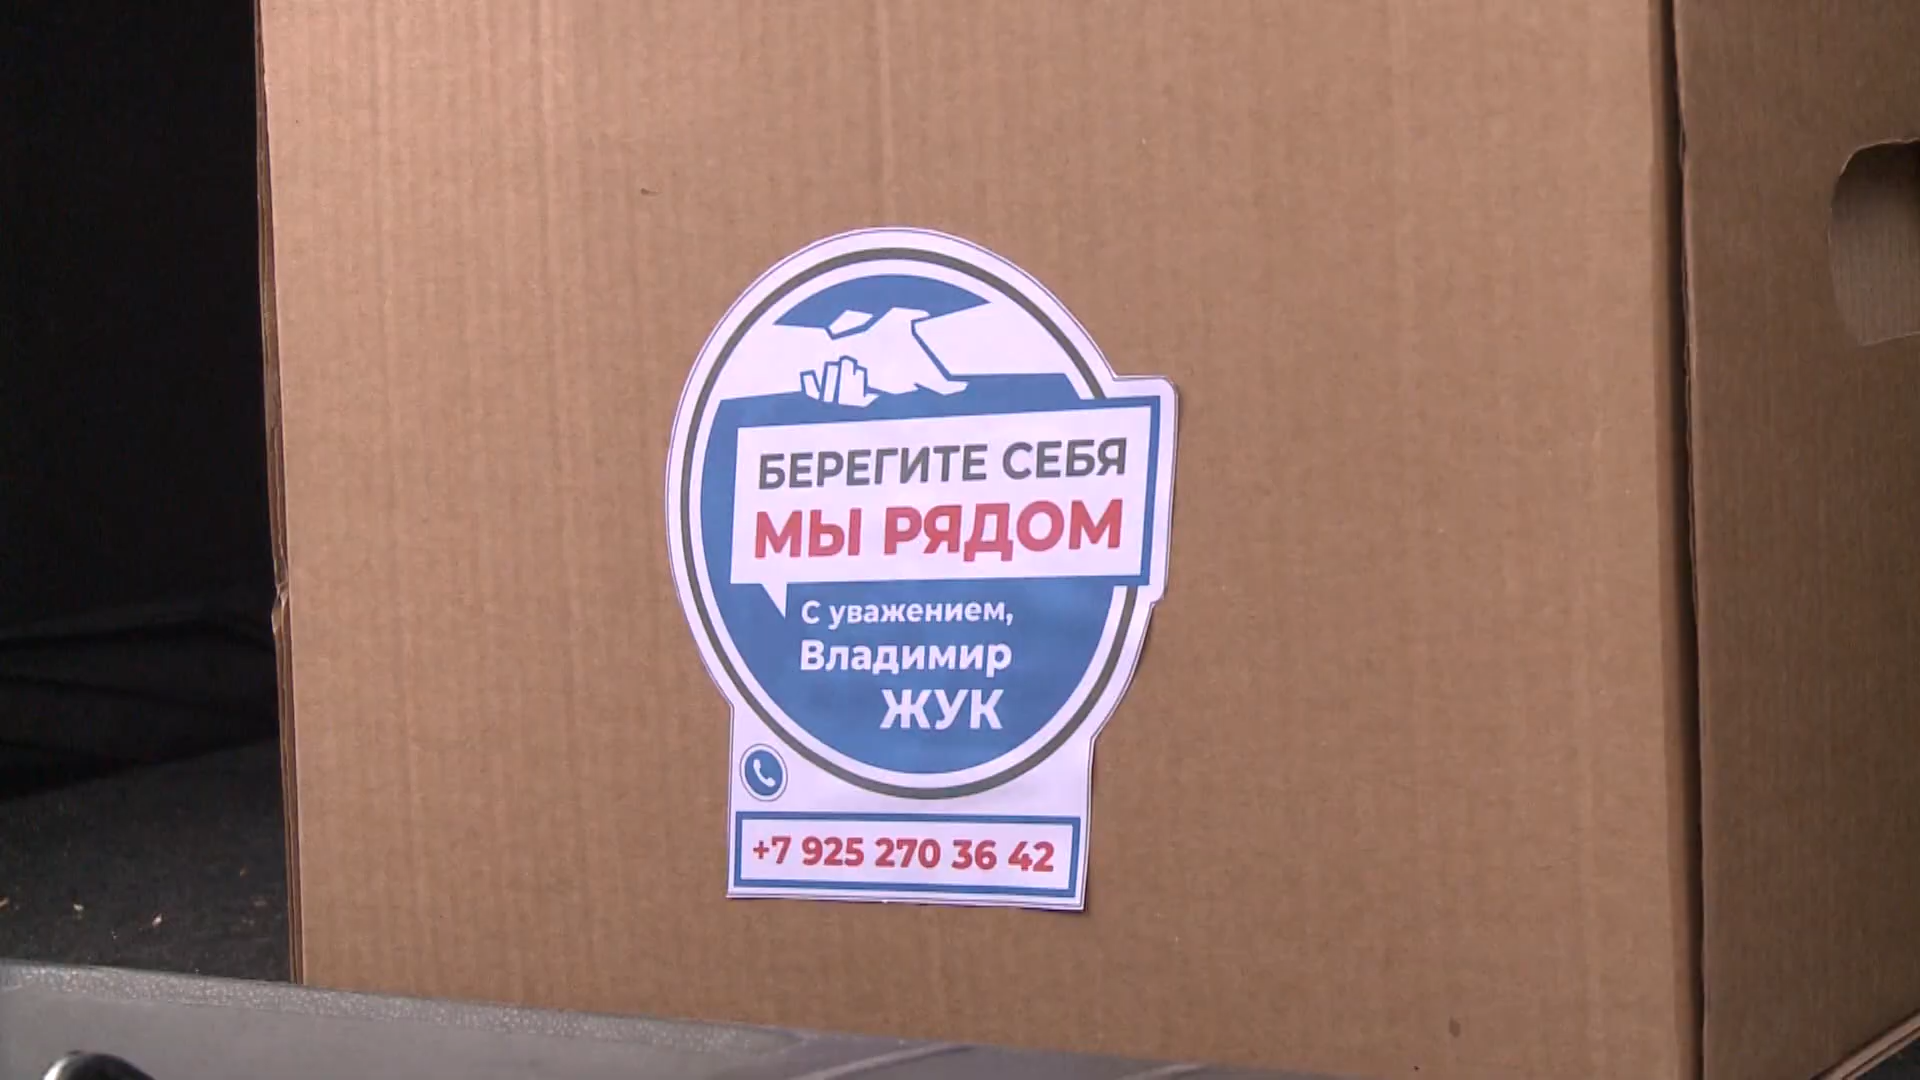 БЕРЕГИТЕ СЕБЯ
МЫ РЯДОМ
С уважением,
Владимир
ЖУК
+7 925 270 36 42